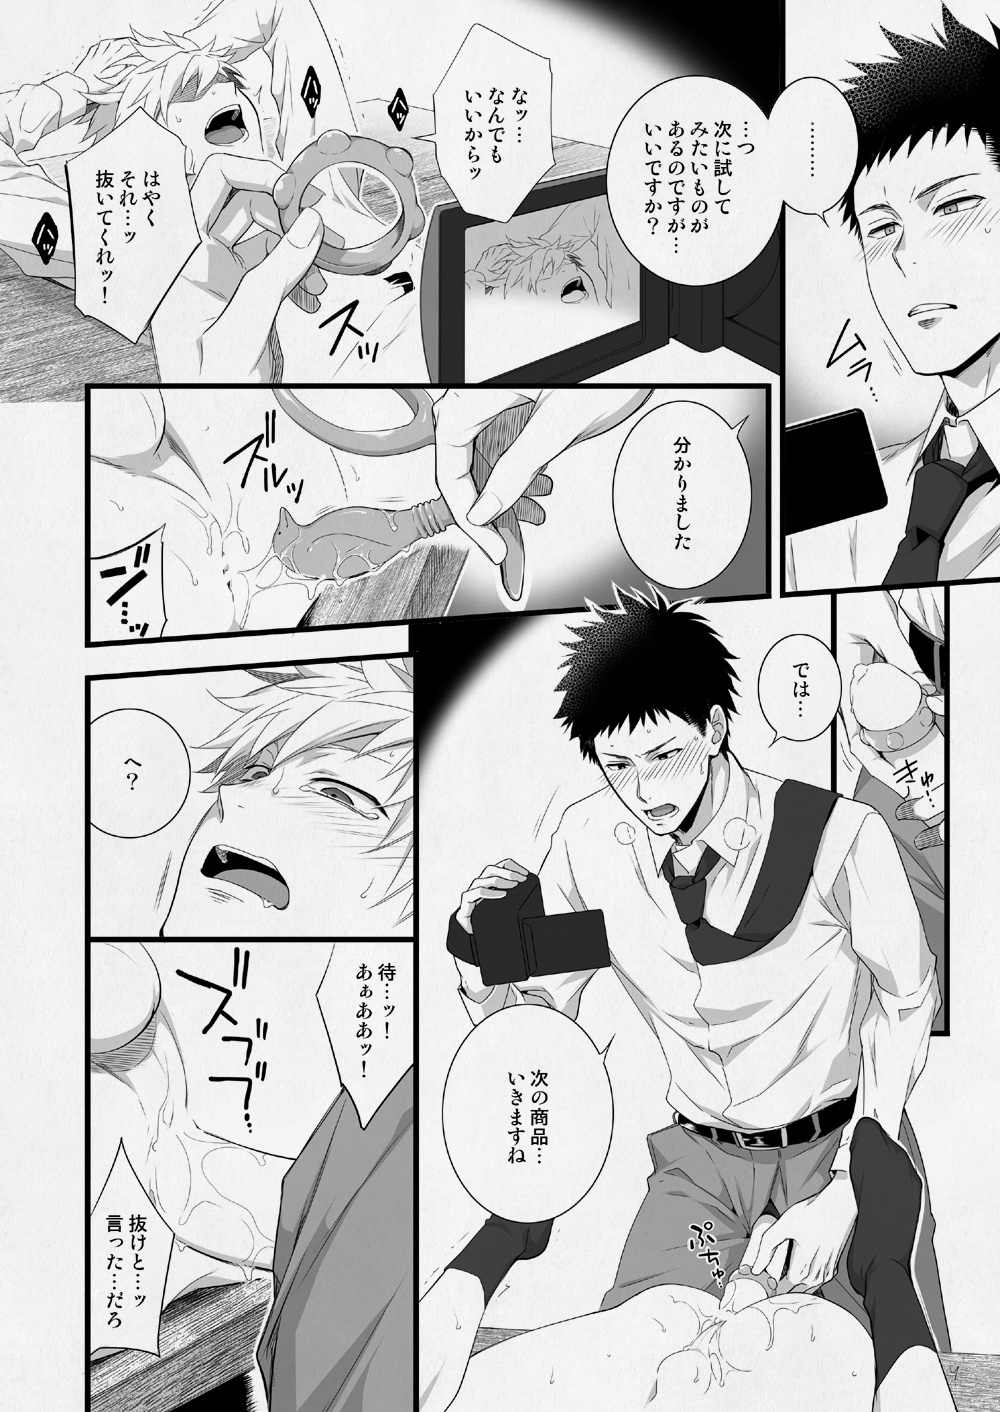 ………
…っ
次に試して
みたいものが
あるのですが…
いいですか？
なッ…
なんでも
いいからッ
はやく
それ…ッ
抜いてくれッ！
ハッ
ハッ
ハッ
ハッ
ムラ…
ズッ
分かりました
ズルッ
ビンッ…
では…
きゅ…
次の商品…
いきますね
ぷちゅ
へ？
待…ッ！
あぁああッ！
ズブブ…
抜けと…ッ
言った…だろ